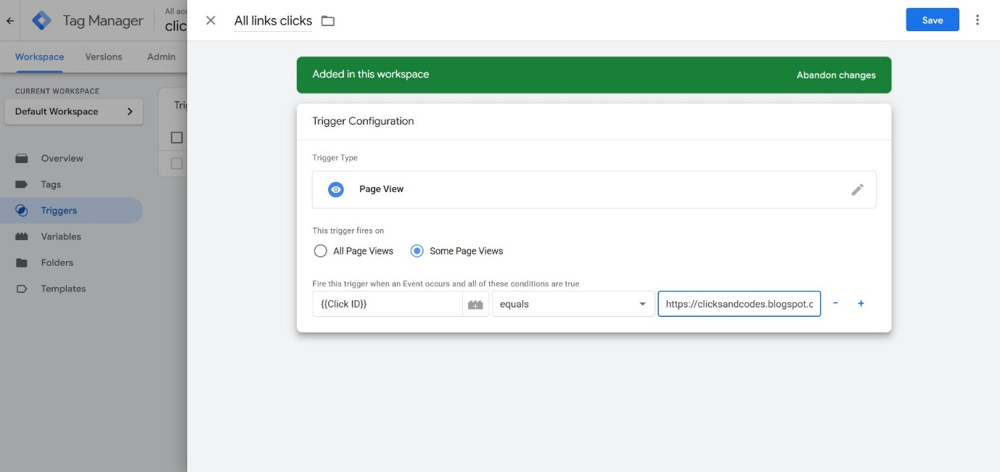 Tag Manager
All acc
clic
All links clicks
Save
Workspace Versions Admin
Added in this workspace
Abandon changes
CURRENT WORKSPACE
Default Workspace
Trig
Trigger Configuration
Overview
Tags
Triggers
Variables
Folders
Templates
Trigger Type
Page View
This trigger fires on
All Page Views Some Page Views
Fire this trigger when an Event occurs and all of these conditions are true
{{Click ID}} equals https://clicksandcodes.blogspot.c - +